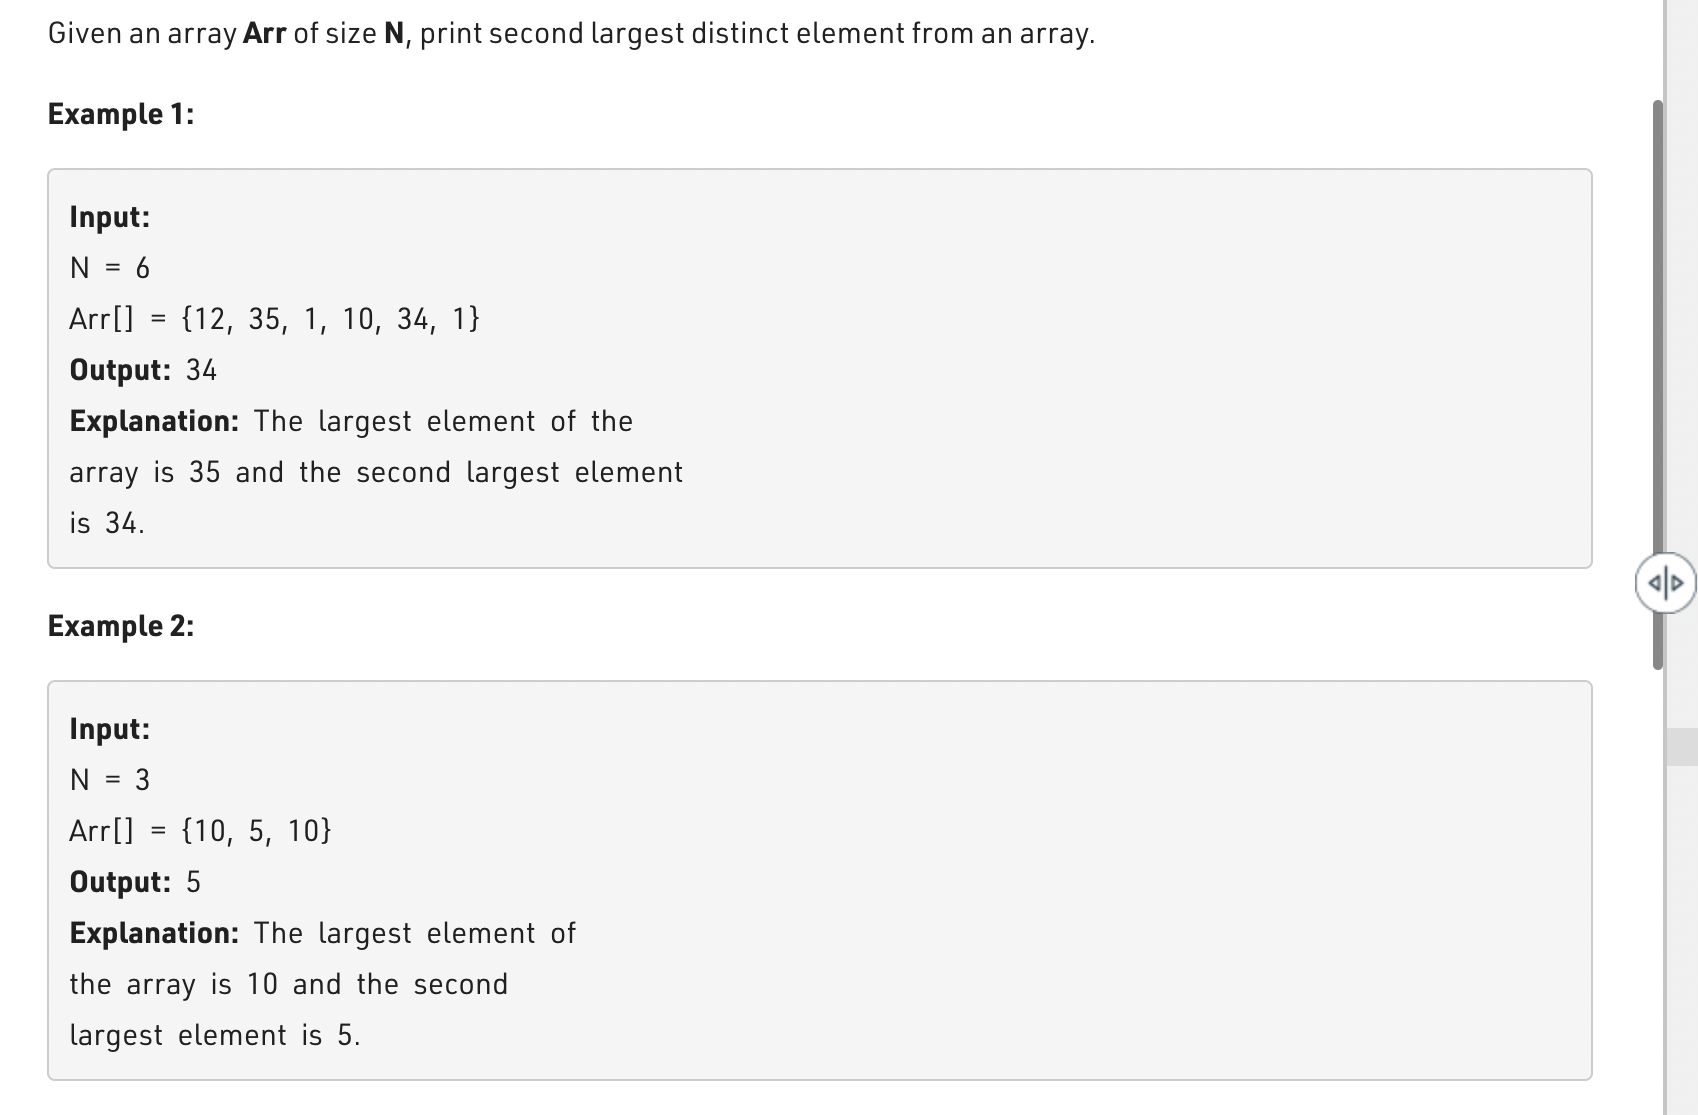 Given an array Arr of size N, print second largest distinct element from an array.
Example 1:
Input:
N = 6
Arr[] = {12, 35, 1, 10, 34, 1}
Output: 34
Explanation: The largest element of the
array is 35 and the second largest element
is 34.
Example 2:
Input:
N = 3
Arr[] = {10, 5, 10}
Output: 5
Explanation: The largest element of
the array is 10 and the second
largest element is 5.